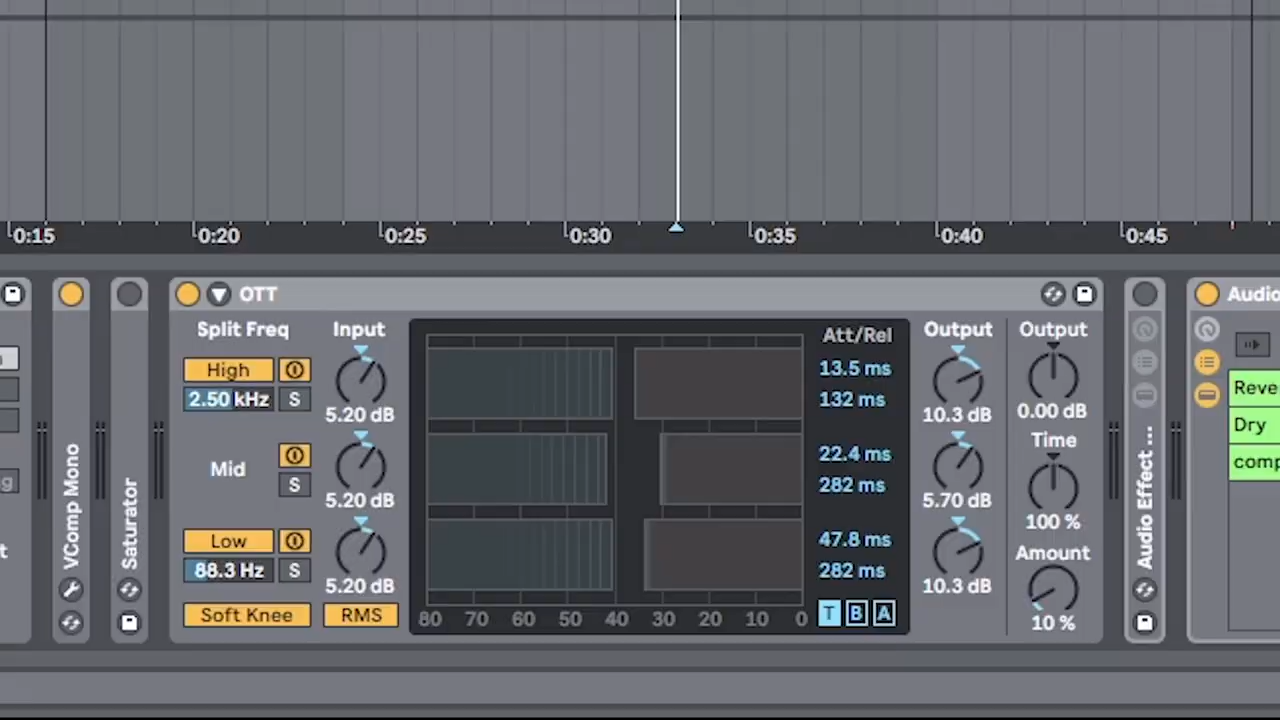 0:15 0:20 0:25 0:30 0:35 0:40 0:45
OTT
Audio
Split Freq Input Att/Rel Output Output
High
13.5 ms
2.50 kHz S 132 ms
5.20 dB 10.3 dB 0.00 dB
Reve
Dry
comp
Time
Mid
22.4 ms
S 282 ms
5.20 dB 5.70 dB
100 %
Low
47.8 ms
Amount
88.3 Hz S 282 ms
5.20 dB 10.3 dB
Soft Knee RMS
80 70 60 50 40 30 20 10 0
T B A
10 %
VComp Mono
Saturator
Audio Effect ...